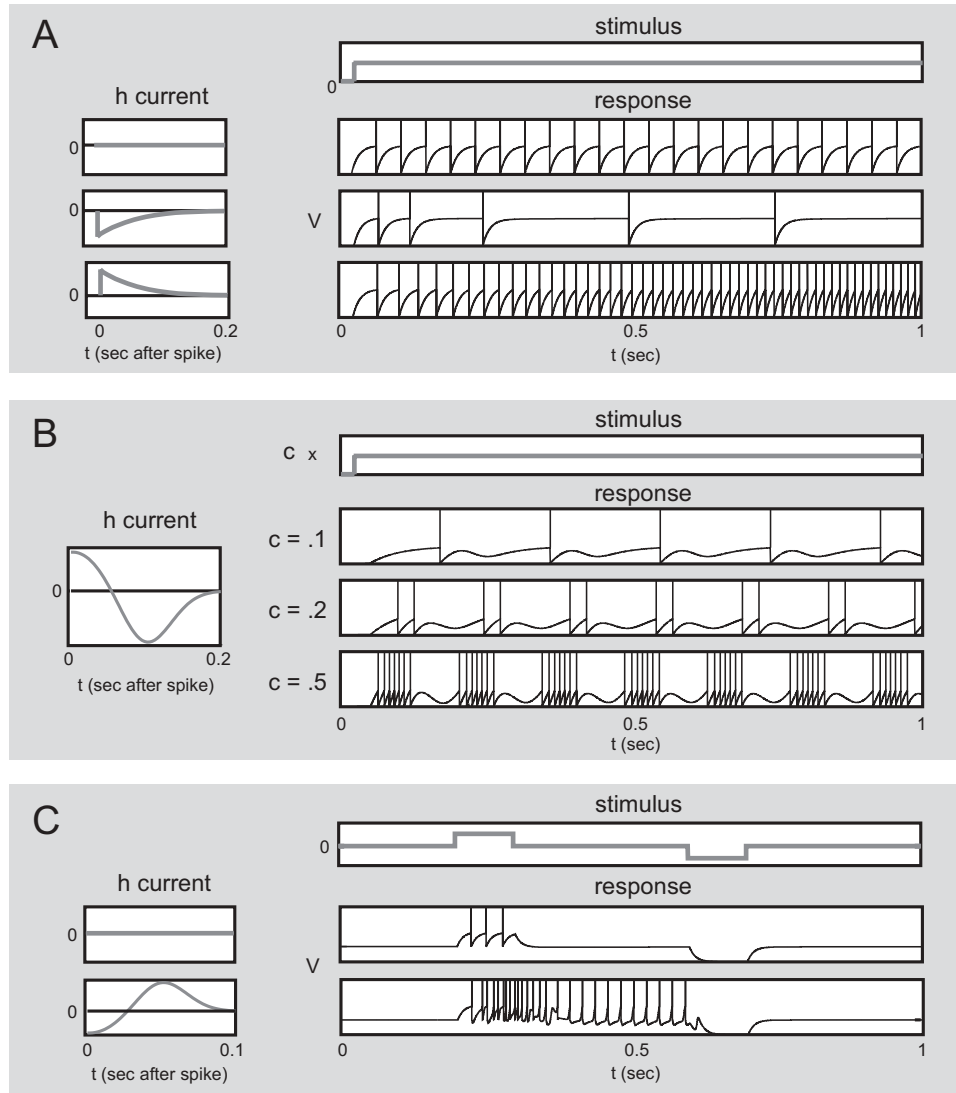 A
stimulus
0
h current
response
0
0
V
0
0
0.2
t (sec after spike)
0
0.5
1
t (sec)
B
stimulus
c x
response
h current
c = .1
0
c = .2
0
0.2
t (sec after spike)
c = .5
0
0.5
1
t (sec)
C
stimulus
0
h current
response
0
V
0
0
0.1
t (sec after spike)
0
0.5
1
t (sec)